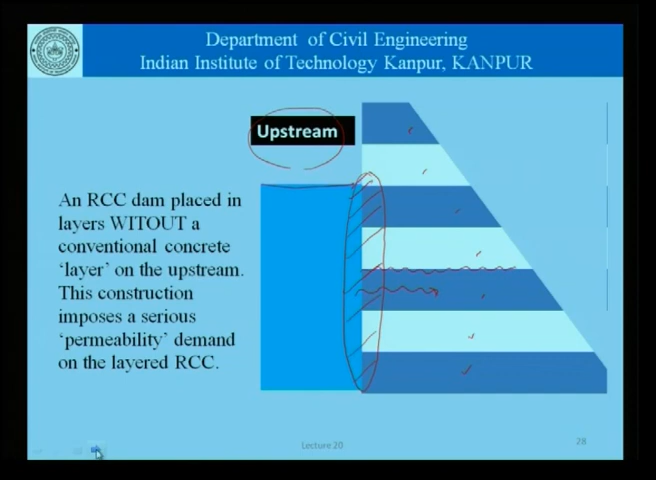 Department of Civil Engineering
Indian Institute of Technology Kanpur, KANPUR
Upstream
An RCC dam placed in
layers WITOUT a
conventional concrete
‘layer’ on the upstream.
This construction
imposes a serious
‘permeability’ demand
on the layered RCC.
Lecture 20
28